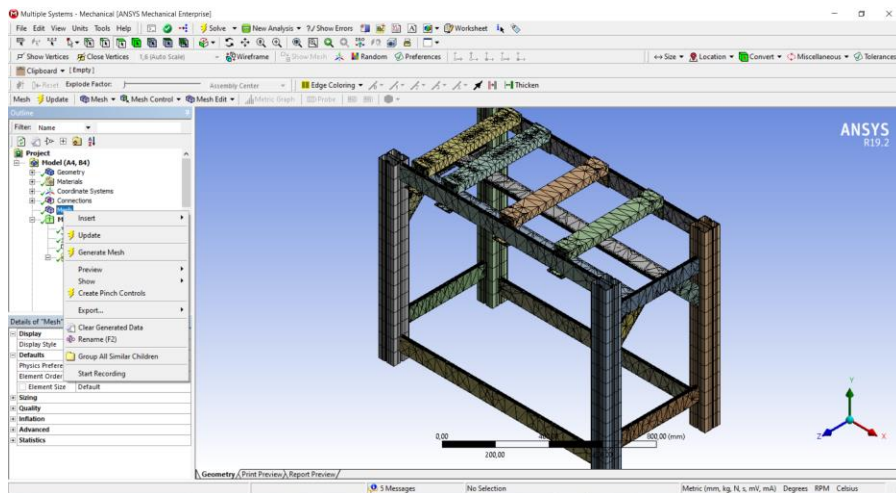 Multiple Systems - Mechanical [ANSYS Mechanical Enterprise]
File Edit View Units Tools Help Solve New Analysis ?/ Show Errors Worksheet
Show Vertices Close Vertices 1,6 (Auto Scale) Wireframe Show Mesh Random Preferences Size Location Convert Miscellaneous Tolerances
Clipboard [Empty]
Reset Explode Factor: Assembly Center Edge Coloring Thicken
Mesh Update Mesh Mesh Control Mesh Edit Metric Graph Probe
Outline
Filter: Name
Project
Model (A4, B4)
Geometry
Materials
Coordinate Systems
Connections
Mesh
Insert
Update
Generate Mesh
Preview
Show
Create Pinch Controls
Export...
Clear Generated Data
Rename (F2)
Group All Similar Children
Start Recording
Details of "Mesh"
Display
Display Style
Defaults
Physics Prefere
Element Order
Element Size Default
Sizing
Quality
Inflation
Advanced
Statistics
ANSYS
R19.2
0,00
800,00 (mm)
200,00
Y
Z
X
Geometry Print Preview Report Preview
5 Messages No Selection Metric (mm, kg, N, s, mV, mA) Degrees RPM Celsius